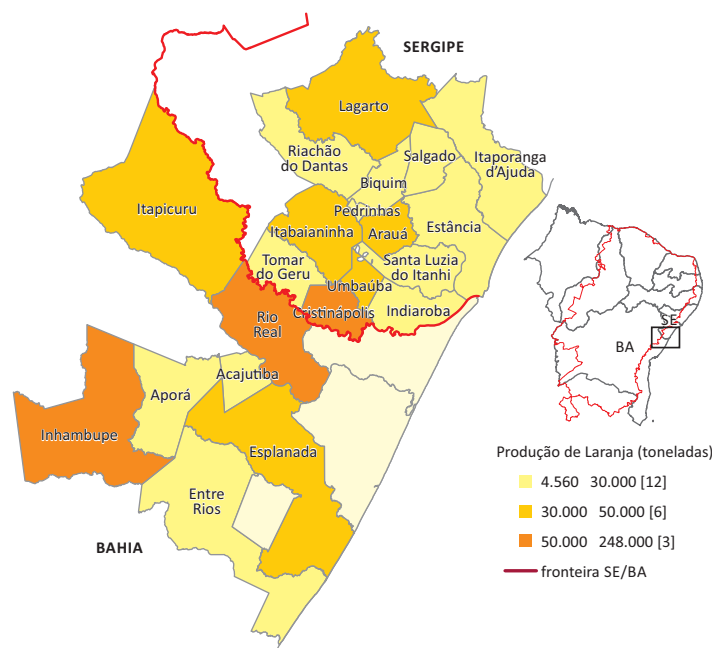 SERGIPE
Lagarto
Riachão
do Dantas
Salgado
Itaporanga
d'Ajuda
Biquim
Itapicuru
Pedrinhas
Itabaianinha
Arauá
Estância
Tomar
do Geru
Santa Luzia
do Itanhi
Umbaúba
Cristinápolis
Indiaroba
Rio
Real
SE
BA
Acajutiba
Aporá
Inhambupe
Esplanada
Entre
Rios
BAHIA
Produção de Laranja (toneladas)
4.560 30.000 [12]
30.000 50.000 [6]
50.000 248.000 [3]
fronteira SE/BA